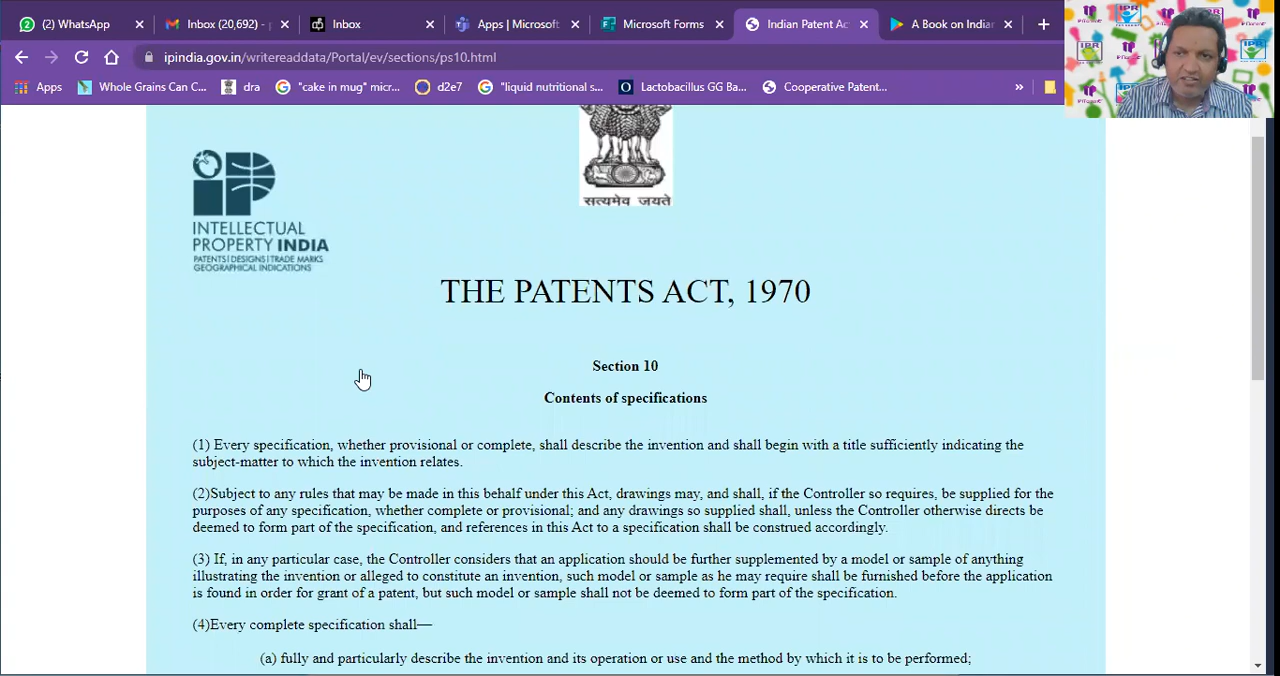 (2) WhatsApp
Inbox (20,692) -
Inbox
Apps | Microsoft
Microsoft Forms
Indian Patent Ac
A Book on India
ipindia.gov.in/writereaddata/Portal/ev/sections/ps10.html
Apps
Whole Grains Can C...
dra
"cake in mug" micr...
d2e7
"liquid nutritional s...
Lactobacillus GG Ba...
Cooperative Patent...
»
सत्यमेव जयते
INTELLECTUAL
PROPERTY INDIA
PATENTS | DESIGNS | TRADE MARKS
GEOGRAPHICAL INDICATIONS
THE PATENTS ACT, 1970
Section 10
Contents of specifications
(1) Every specification, whether provisional or complete, shall describe the invention and shall begin with a title sufficiently indicating the
subject-matter to which the invention relates.
(2)Subject to any rules that may be made in this behalf under this Act, drawings may, and shall, if the Controller so requires, be supplied for the
purposes of any specification, whether complete or provisional; and any drawings so supplied shall, unless the Controller otherwise directs be
deemed to form part of the specification, and references in this Act to a specification shall be construed accordingly.
(3) If, in any particular case, the Controller considers that an application should be further supplemented by a model or sample of anything
illustrating the invention or alleged to constitute an invention, such model or sample as he may require shall be furnished before the application
is found in order for grant of a patent, but such model or sample shall not be deemed to form part of the specification.
(4)Every complete specification shall—
(a) fully and particularly describe the invention and its operation or use and the method by which it is to be performed;